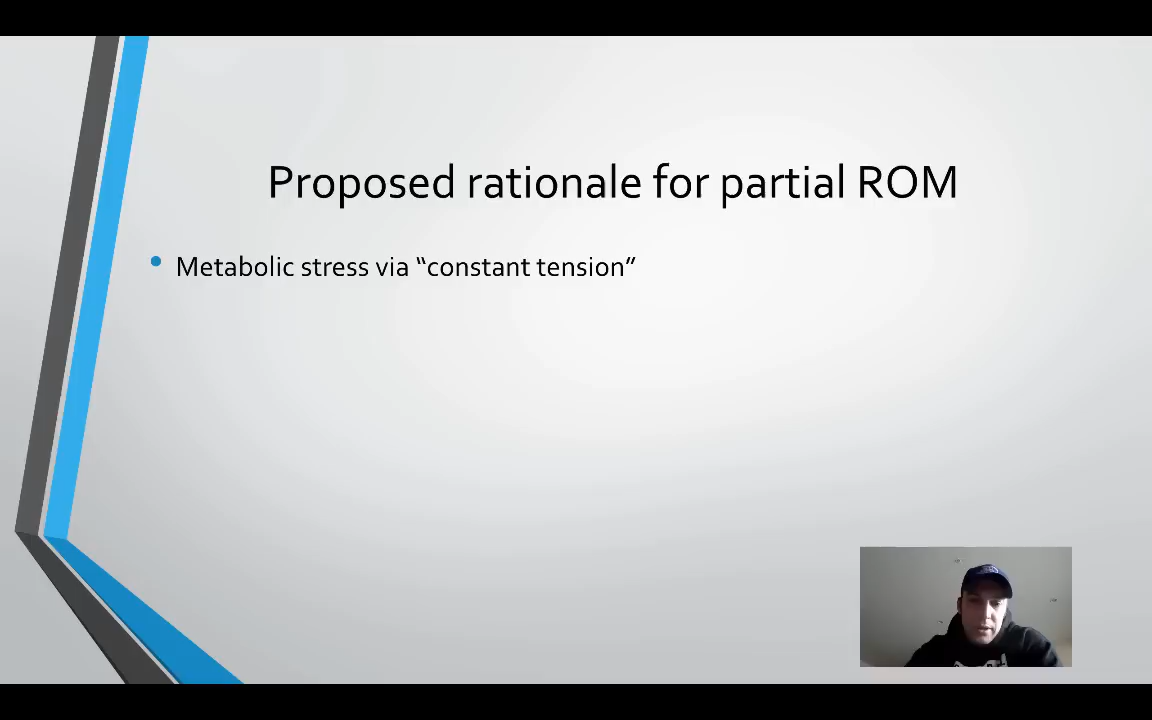 Proposed rationale for partial ROM
• Metabolic stress via “constant tension”